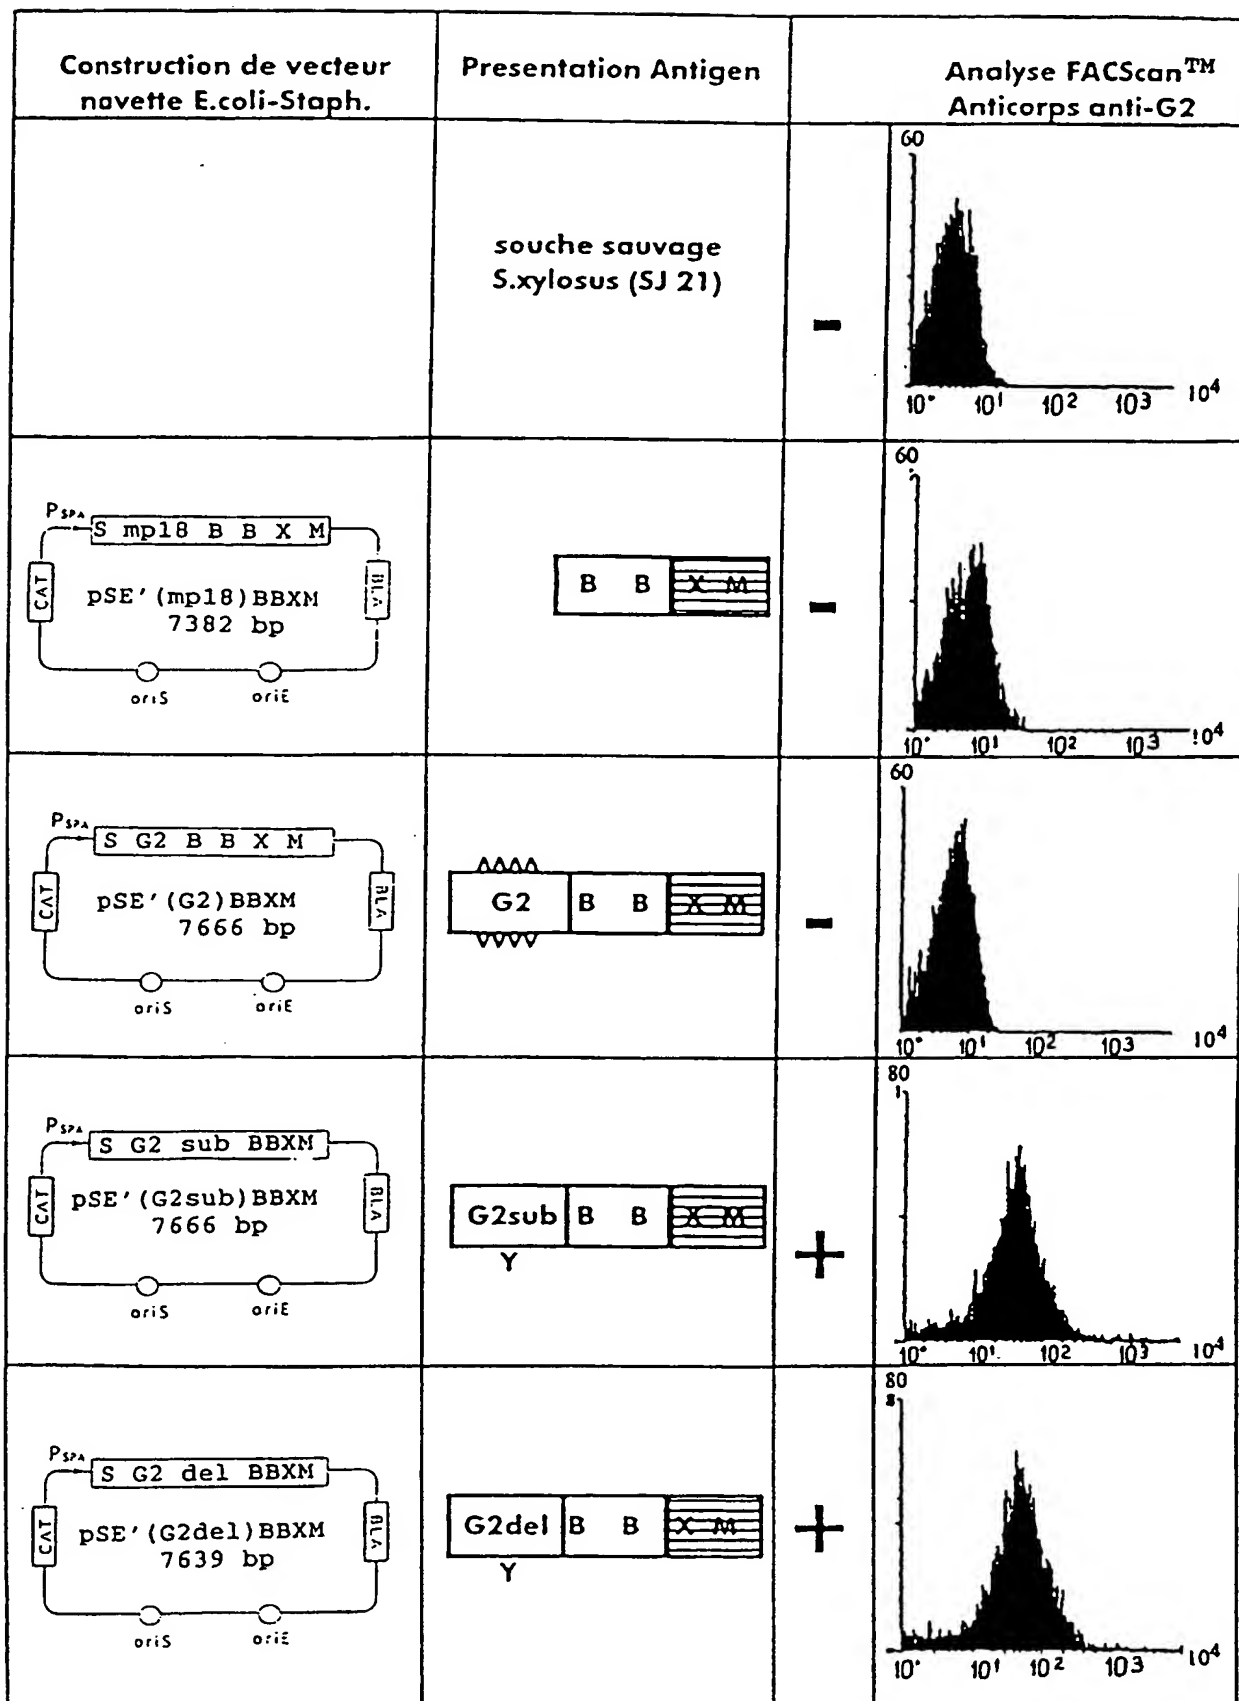 Construction de vecteur
navette E.coli-Staph.
Presentation Antigen
Analyse FACScan™
Anticorps anti-G2
souche sauvage
S.xylosus (SJ 21)
-
60
10° 10¹ 10² 10³ 10⁴
PSPA
S mp18 B B X M
CAT
BLA
pSE'(mp18)BBXM
7382 bp
oriS oriE
B B X M
-
60
10° 10¹ 10² 10³ 10⁴
PSPA
S G2 B B X M
CAT
BLA
pSE'(G2)BBXM
7666 bp
oriS oriE
G2 B B X M
-
60
10° 10¹ 10² 10³ 10⁴
PSPA
S G2 sub BBXM
CAT
BLA
pSE'(G2sub)BBXM
7666 bp
oriS oriE
G2sub B B X M
Y
+
80
10° 10¹ 10² 10³ 10⁴
PSPA
S G2 del BBXM
CAT
BLA
pSE'(G2del)BBXM
7639 bp
oriS oriE
G2del B B X M
Y
+
80
10° 10¹ 10² 10³ 10⁴